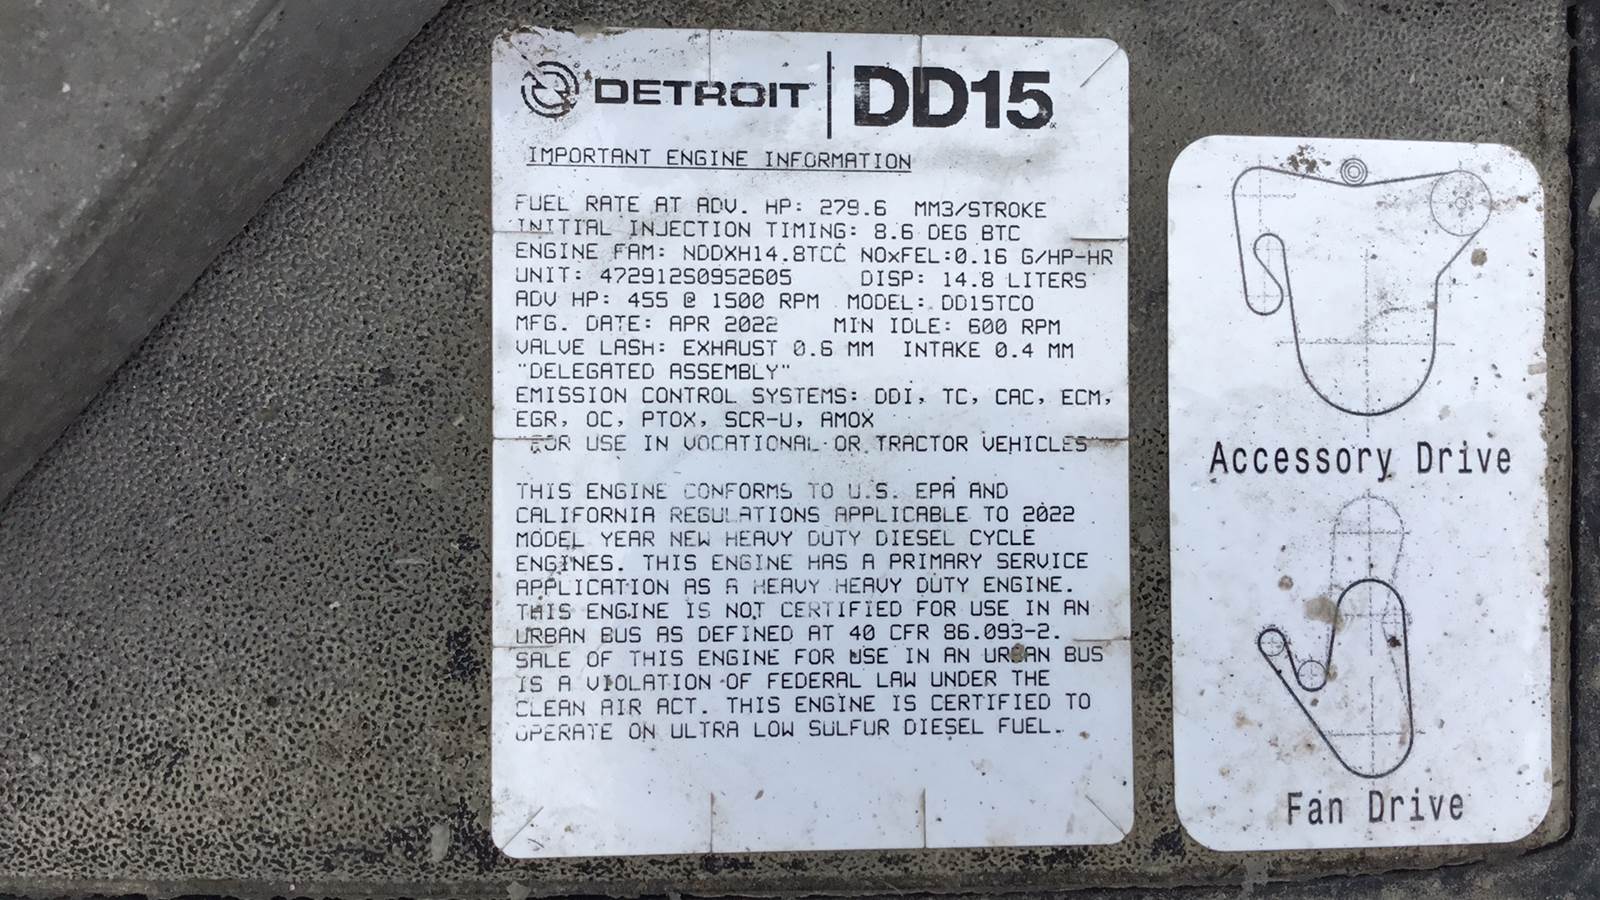 DETROIT DD15
IMPORTANT ENGINE INFORMATION
FUEL RATE AT ADV. HP: 279.6 MM3/STROKE
INITIAL INJECTION TIMING: 8.6 DEG BTC
ENGINE FAM: NDDXH14.8TCC NOxFEL:0.16 G/HP-HR
UNIT: 472912S0952605 DISP: 14.8 LITERS
ADV HP: 455 @ 1500 RPM MODEL: DD15TCO
MFG. DATE: APR 2022 MIN IDLE: 600 RPM
VALVE LASH: EXHAUST 0.6 MM INTAKE 0.4 MM
"DELEGATED ASSEMBLY"
EMISSION CONTROL SYSTEMS: DDI, TC, CAC, ECM,
EGR, OC, PTOX, SCR-U, AMOX
FOR USE IN VOCATIONAL OR TRACTOR VEHICLES
THIS ENGINE CONFORMS TO U.S. EPA AND
CALIFORNIA REGULATIONS APPLICABLE TO 2022
MODEL YEAR NEW HEAVY DUTY DIESEL CYCLE
ENGINES. THIS ENGINE HAS A PRIMARY SERVICE
APPLICATION AS A HEAVY HEAVY DUTY ENGINE.
THIS ENGINE IS NOT CERTIFIED FOR USE IN AN
URBAN BUS AS DEFINED AT 40 CFR 86.093-2.
SALE OF THIS ENGINE FOR USE IN AN URBAN BUS
IS A VIOLATION OF FEDERAL LAW UNDER THE
CLEAN AIR ACT. THIS ENGINE IS CERTIFIED TO
OPERATE ON ULTRA LOW SULFUR DIESEL FUEL.
Accessory Drive
Fan Drive